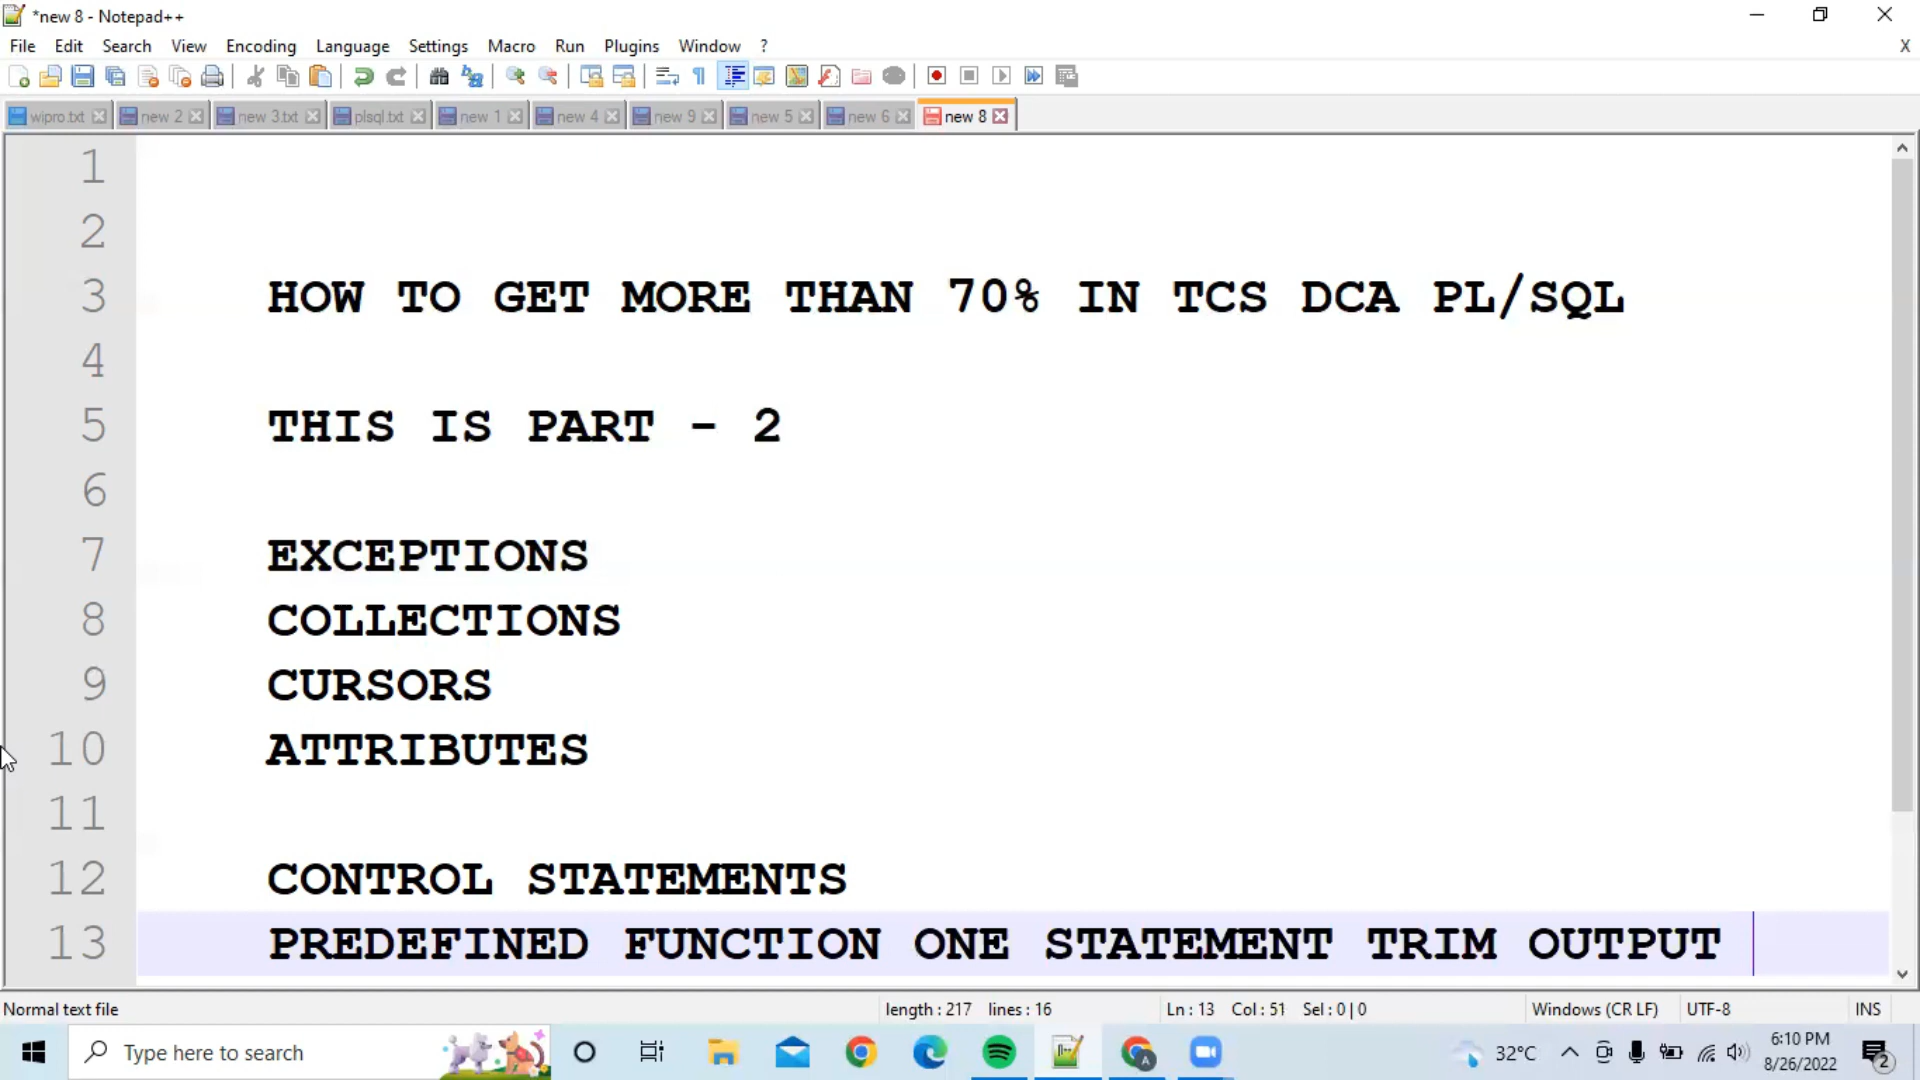 *new 8 - Notepad++
File Edit Search View Encoding Language Settings Macro Run Plugins Window ? X
wipro.txt new 2 new 3.txt plsql.txt new 1 new 4 new 9 new 5 new 6 new 8
1
2
3 HOW TO GET MORE THAN 70% IN TCS DCA PL/SQL
4
5 THIS IS PART - 2
6
7 EXCEPTIONS
8 COLLECTIONS
9 CURSORS
10 ATTRIBUTES
11
12 CONTROL STATEMENTS
13 PREDEFINED FUNCTION ONE STATEMENT TRIM OUTPUT
Normal text file length : 217 lines : 16 Ln : 13 Col : 51 Sel : 0 | 0 Windows (CR LF) UTF-8 INS
Type here to search 32°C 6:10 PM
8/26/2022 2